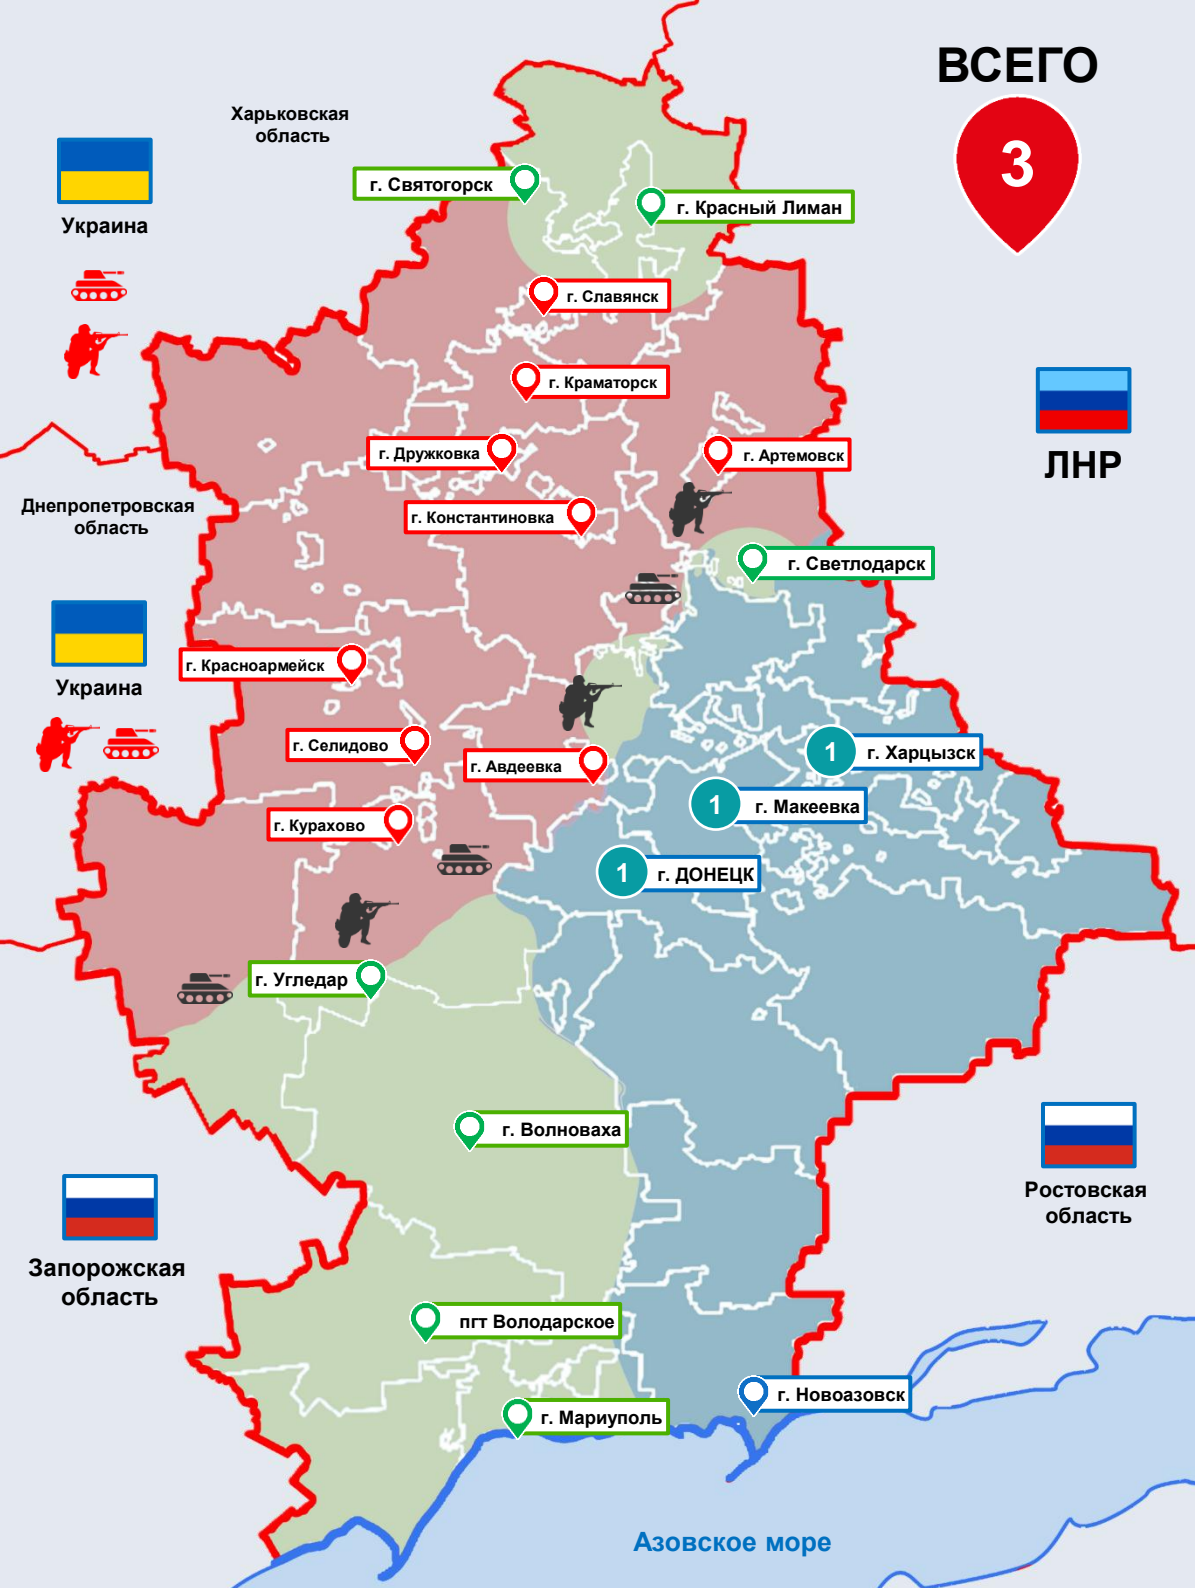 ВСЕГО
3
Харьковская
область
Украина
г. Святогорск
г. Красный Лиман
г. Славянск
г. Краматорск
ЛНР
г. Дружковка
г. Артемовск
Днепропетровская
область
г. Константиновка
г. Светлодарск
Украина
г. Красноармейск
г. Селидово
г. Авдеевка
1
г. Харцызск
1
г. Макеевка
г. Курахово
1
г. ДОНЕЦК
г. Угледар
г. Волноваха
Ростовская
область
Запорожская
область
пгт Володарское
г. Новоазовск
г. Мариуполь
Азовское море